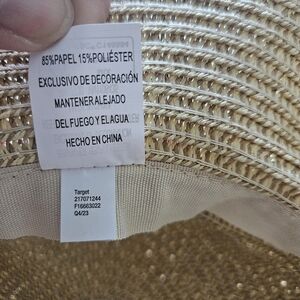 85%PAPEL 15%POLIÉSTER
EXCLUSIVO DE DECORACIÓN
MANTENER ALEJADO
DEL FUEGO Y EL AGUA
HECHO EN CHINA
Target
217071244
F16663022
Q4/23